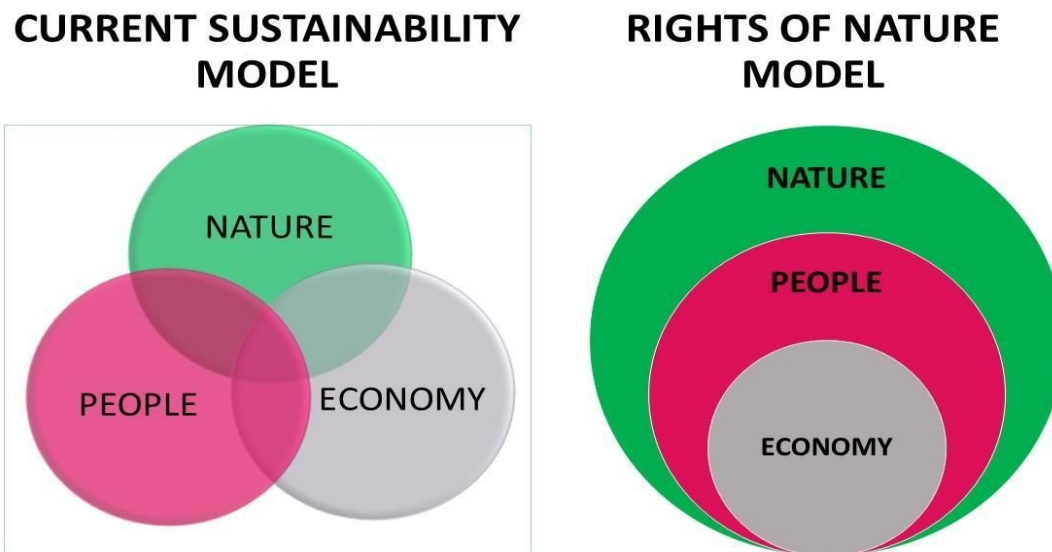 CURRENT SUSTAINABILITY
MODEL
NATURE
PEOPLE
ECONOMY
RIGHTS OF NATURE
MODEL
NATURE
PEOPLE
ECONOMY